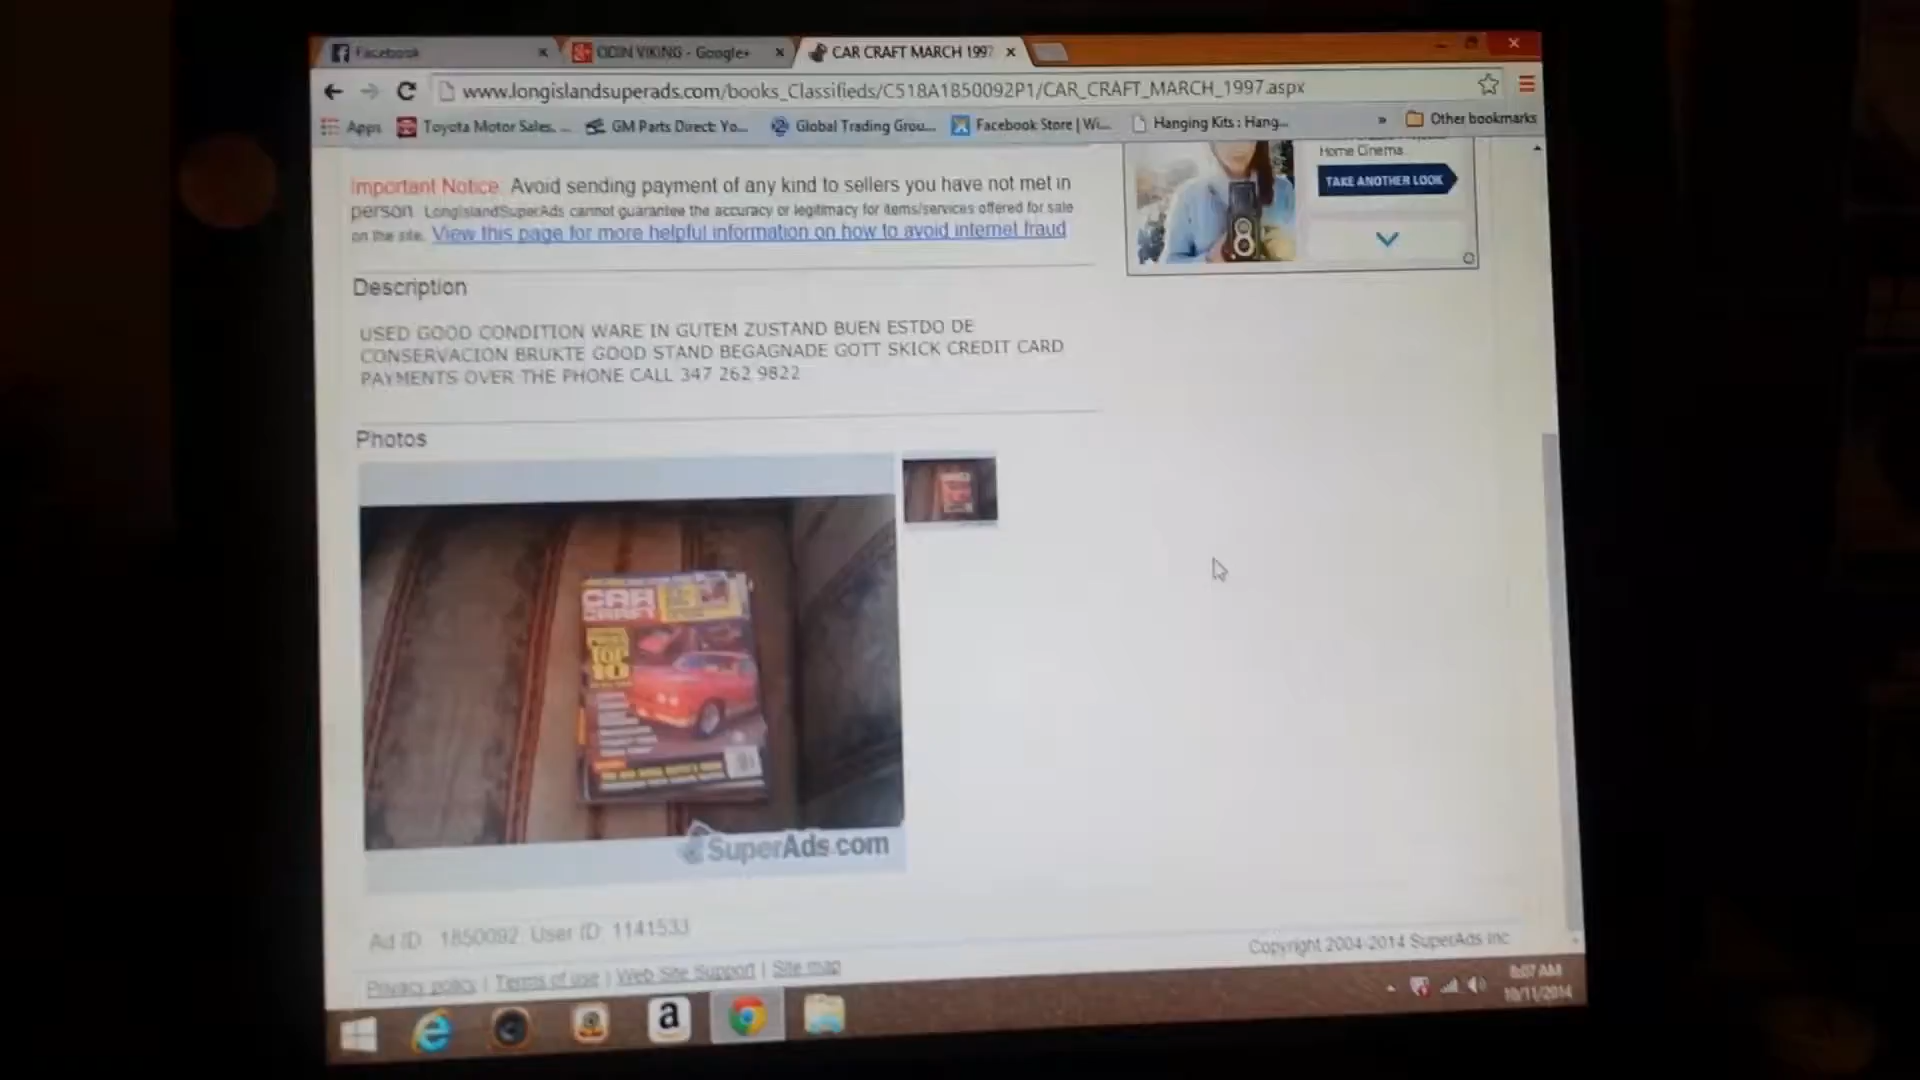 Facebook
ODIN VIKING - Google+
CAR CRAFT MARCH 1997
www.longislandsuperads.com/books_Classifieds/C518A1850092P1/CAR_CRAFT_MARCH_1997.aspx
Apps
Toyota Motor Sales, ...
GM Parts Direct: Yo...
Global Trading Grou...
Facebook Store | Wi...
Hanging Kits : Hang...
»
Other bookmarks
Home Cinema
TAKE ANOTHER LOOK
Important Notice. Avoid sending payment of any kind to sellers you have not met in
person. LongIslandSuperAds cannot guarantee the accuracy or legitimacy for items/services offered for sale
on the site. View this page for more helpful information on how to avoid internet fraud
Description
USED GOOD CONDITION WARE IN GUTEM ZUSTAND BUEN ESTDO DE
CONSERVACION BRUKTE GOOD STAND BEGAGNADE GOTT SKICK CREDIT CARD
PAYMENTS OVER THE PHONE CALL 347 262 9822
Photos
CAR
CRAFT
TOP
10
SuperAds.com
Ad ID: 1850092 User ID: 1141533
Copyright 2004-2014 SuperAds Inc
Privacy policy | Terms of use | Web Site Support | Site map
a
8:07 AM
10/11/2014